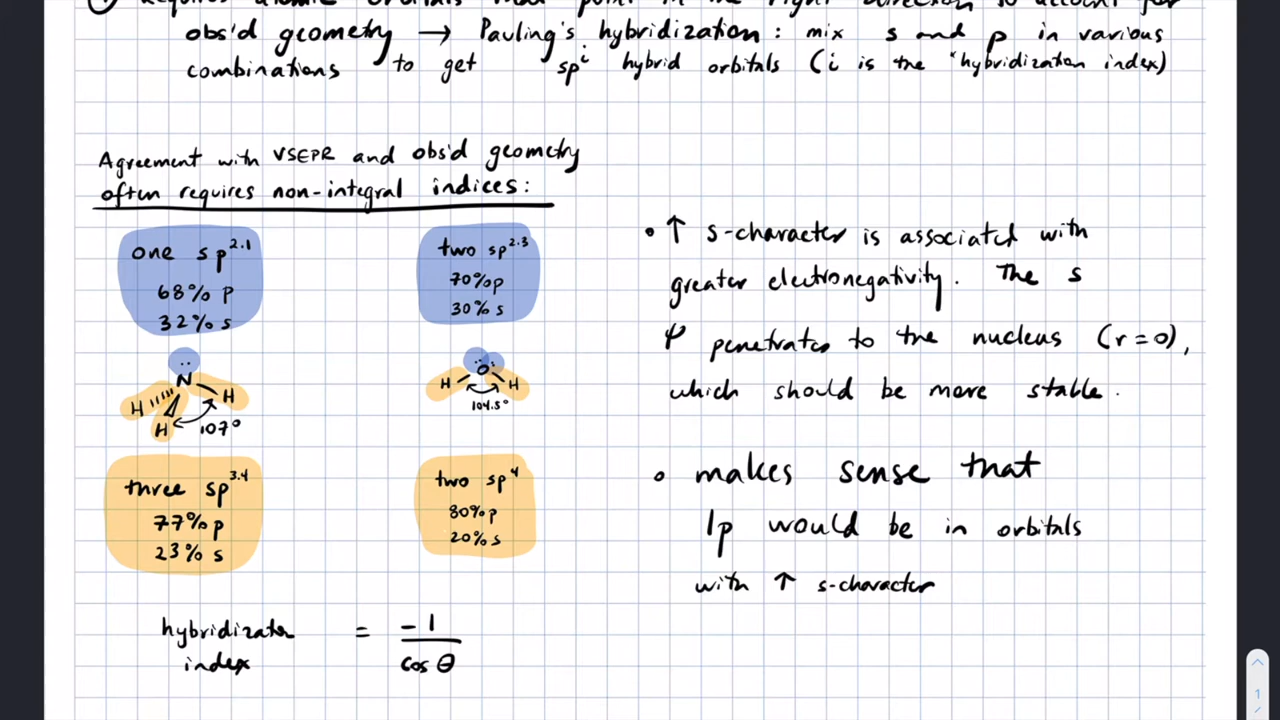 obs'd geometry → Pauling's hybridization: mix s and p in various
combinations to get spⁱ hybrid orbitals (i is the "hybridization index)
Agreement with VSEPR and obs'd geometry
often requires non-integral indices:
one sp^2.1
68% p
32% s
two sp^2.3
70% p
30% s
• ↑ s-character is associated with
greater electronegativity. The s
ψ penetrates to the nucleus (r=0),
which should be more stable.
N
H H
H 107°
O
H H
104.5°
three sp^3.4
77% p
23% s
two sp^4
80% p
20% s
• makes sense that
lp would be in orbitals
with ↑ s-character
hybridization = -1
index cos θ
1